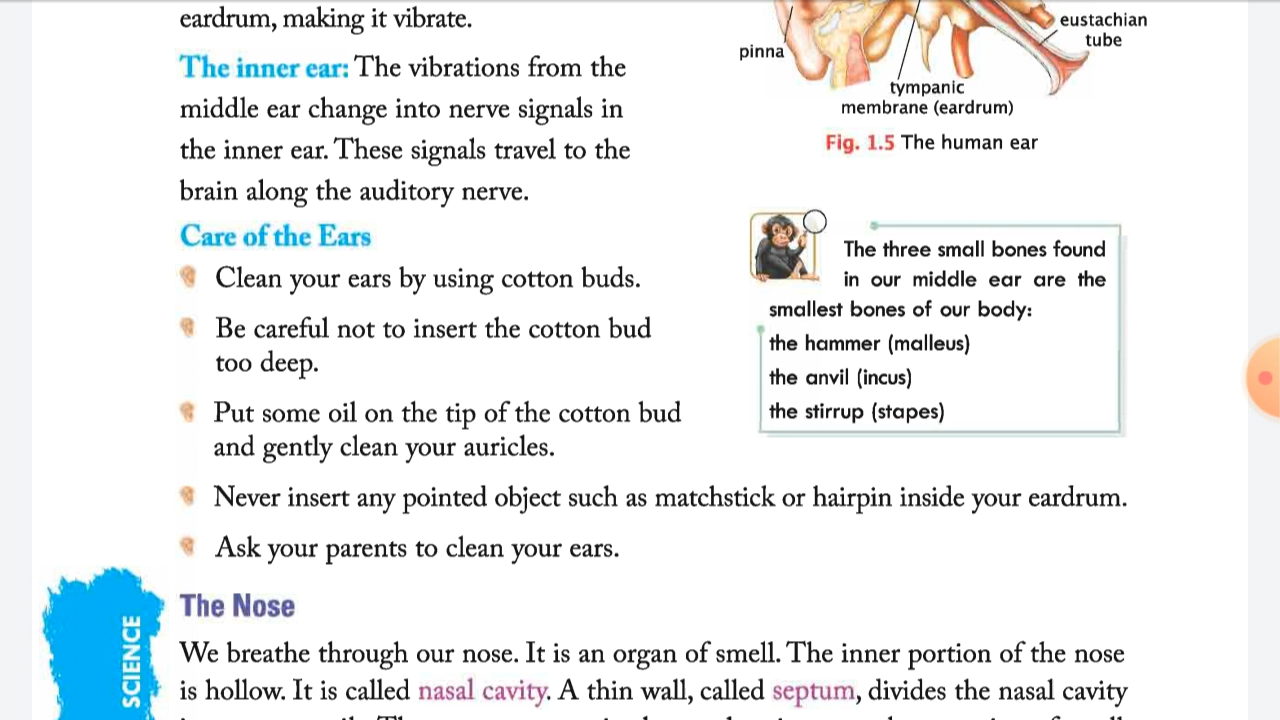 eardrum, making it vibrate.
The inner ear: The vibrations from the
middle ear change into nerve signals in
the inner ear. These signals travel to the
brain along the auditory nerve.
pinna
eustachian
tube
tympanic
membrane (eardrum)
Fig. 1.5 The human ear
Care of the Ears
Clean your ears by using cotton buds.
Be careful not to insert the cotton bud
too deep.
Put some oil on the tip of the cotton bud
and gently clean your auricles.
Never insert any pointed object such as matchstick or hairpin inside your eardrum.
Ask your parents to clean your ears.
The three small bones found
in our middle ear are the
smallest bones of our body:
the hammer (malleus)
the anvil (incus)
the stirrup (stapes)
SCIENCE
The Nose
We breathe through our nose. It is an organ of smell. The inner portion of the nose
is hollow. It is called nasal cavity. A thin wall, called septum, divides the nasal cavity